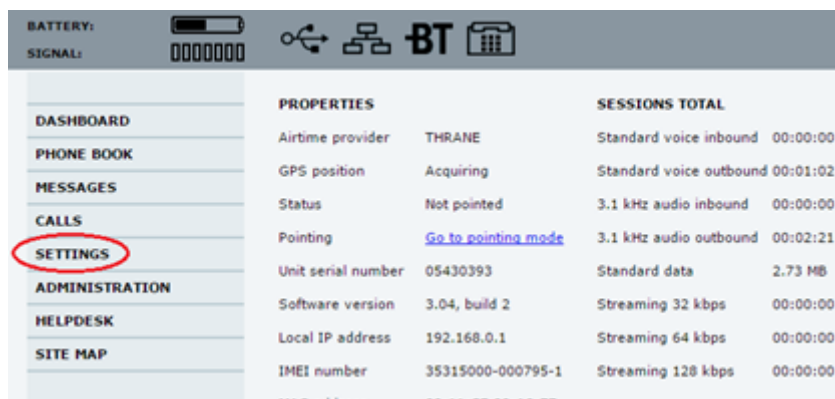 BATTERY:
SIGNAL:
BT
DASHBOARD
PHONE BOOK
MESSAGES
CALLS
SETTINGS
ADMINISTRATION
HELPDESK
SITE MAP
PROPERTIES
Airtime provider THRANE
GPS position Acquiring
Status Not pointed
Pointing Go to pointing mode
Unit serial number 05430393
Software version 3.04, build 2
Local IP address 192.168.0.1
IMEI number 35315000-000795-1
SESSIONS TOTAL
Standard voice inbound 00:00:00
Standard voice outbound 00:01:02
3.1 kHz audio inbound 00:00:00
3.1 kHz audio outbound 00:02:21
Standard data 2.73 MB
Streaming 32 kbps 00:00:00
Streaming 64 kbps 00:00:00
Streaming 128 kbps 00:00:00